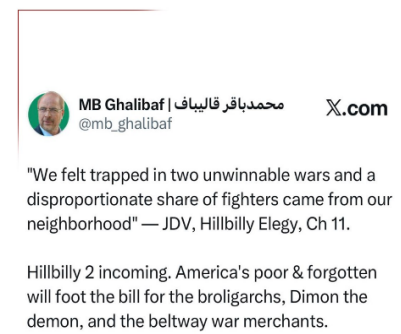 MB Ghalibaf | محمدباقر قالیباف
X.com
@mb_ghalibaf
"We felt trapped in two unwinnable wars and a
disproportionate share of fighters came from our
neighborhood" — JDV, Hillbilly Elegy, Ch 11.
Hillbilly 2 incoming. America's poor & forgotten
will foot the bill for the broligarchs, Dimon the
demon, and the beltway war merchants.